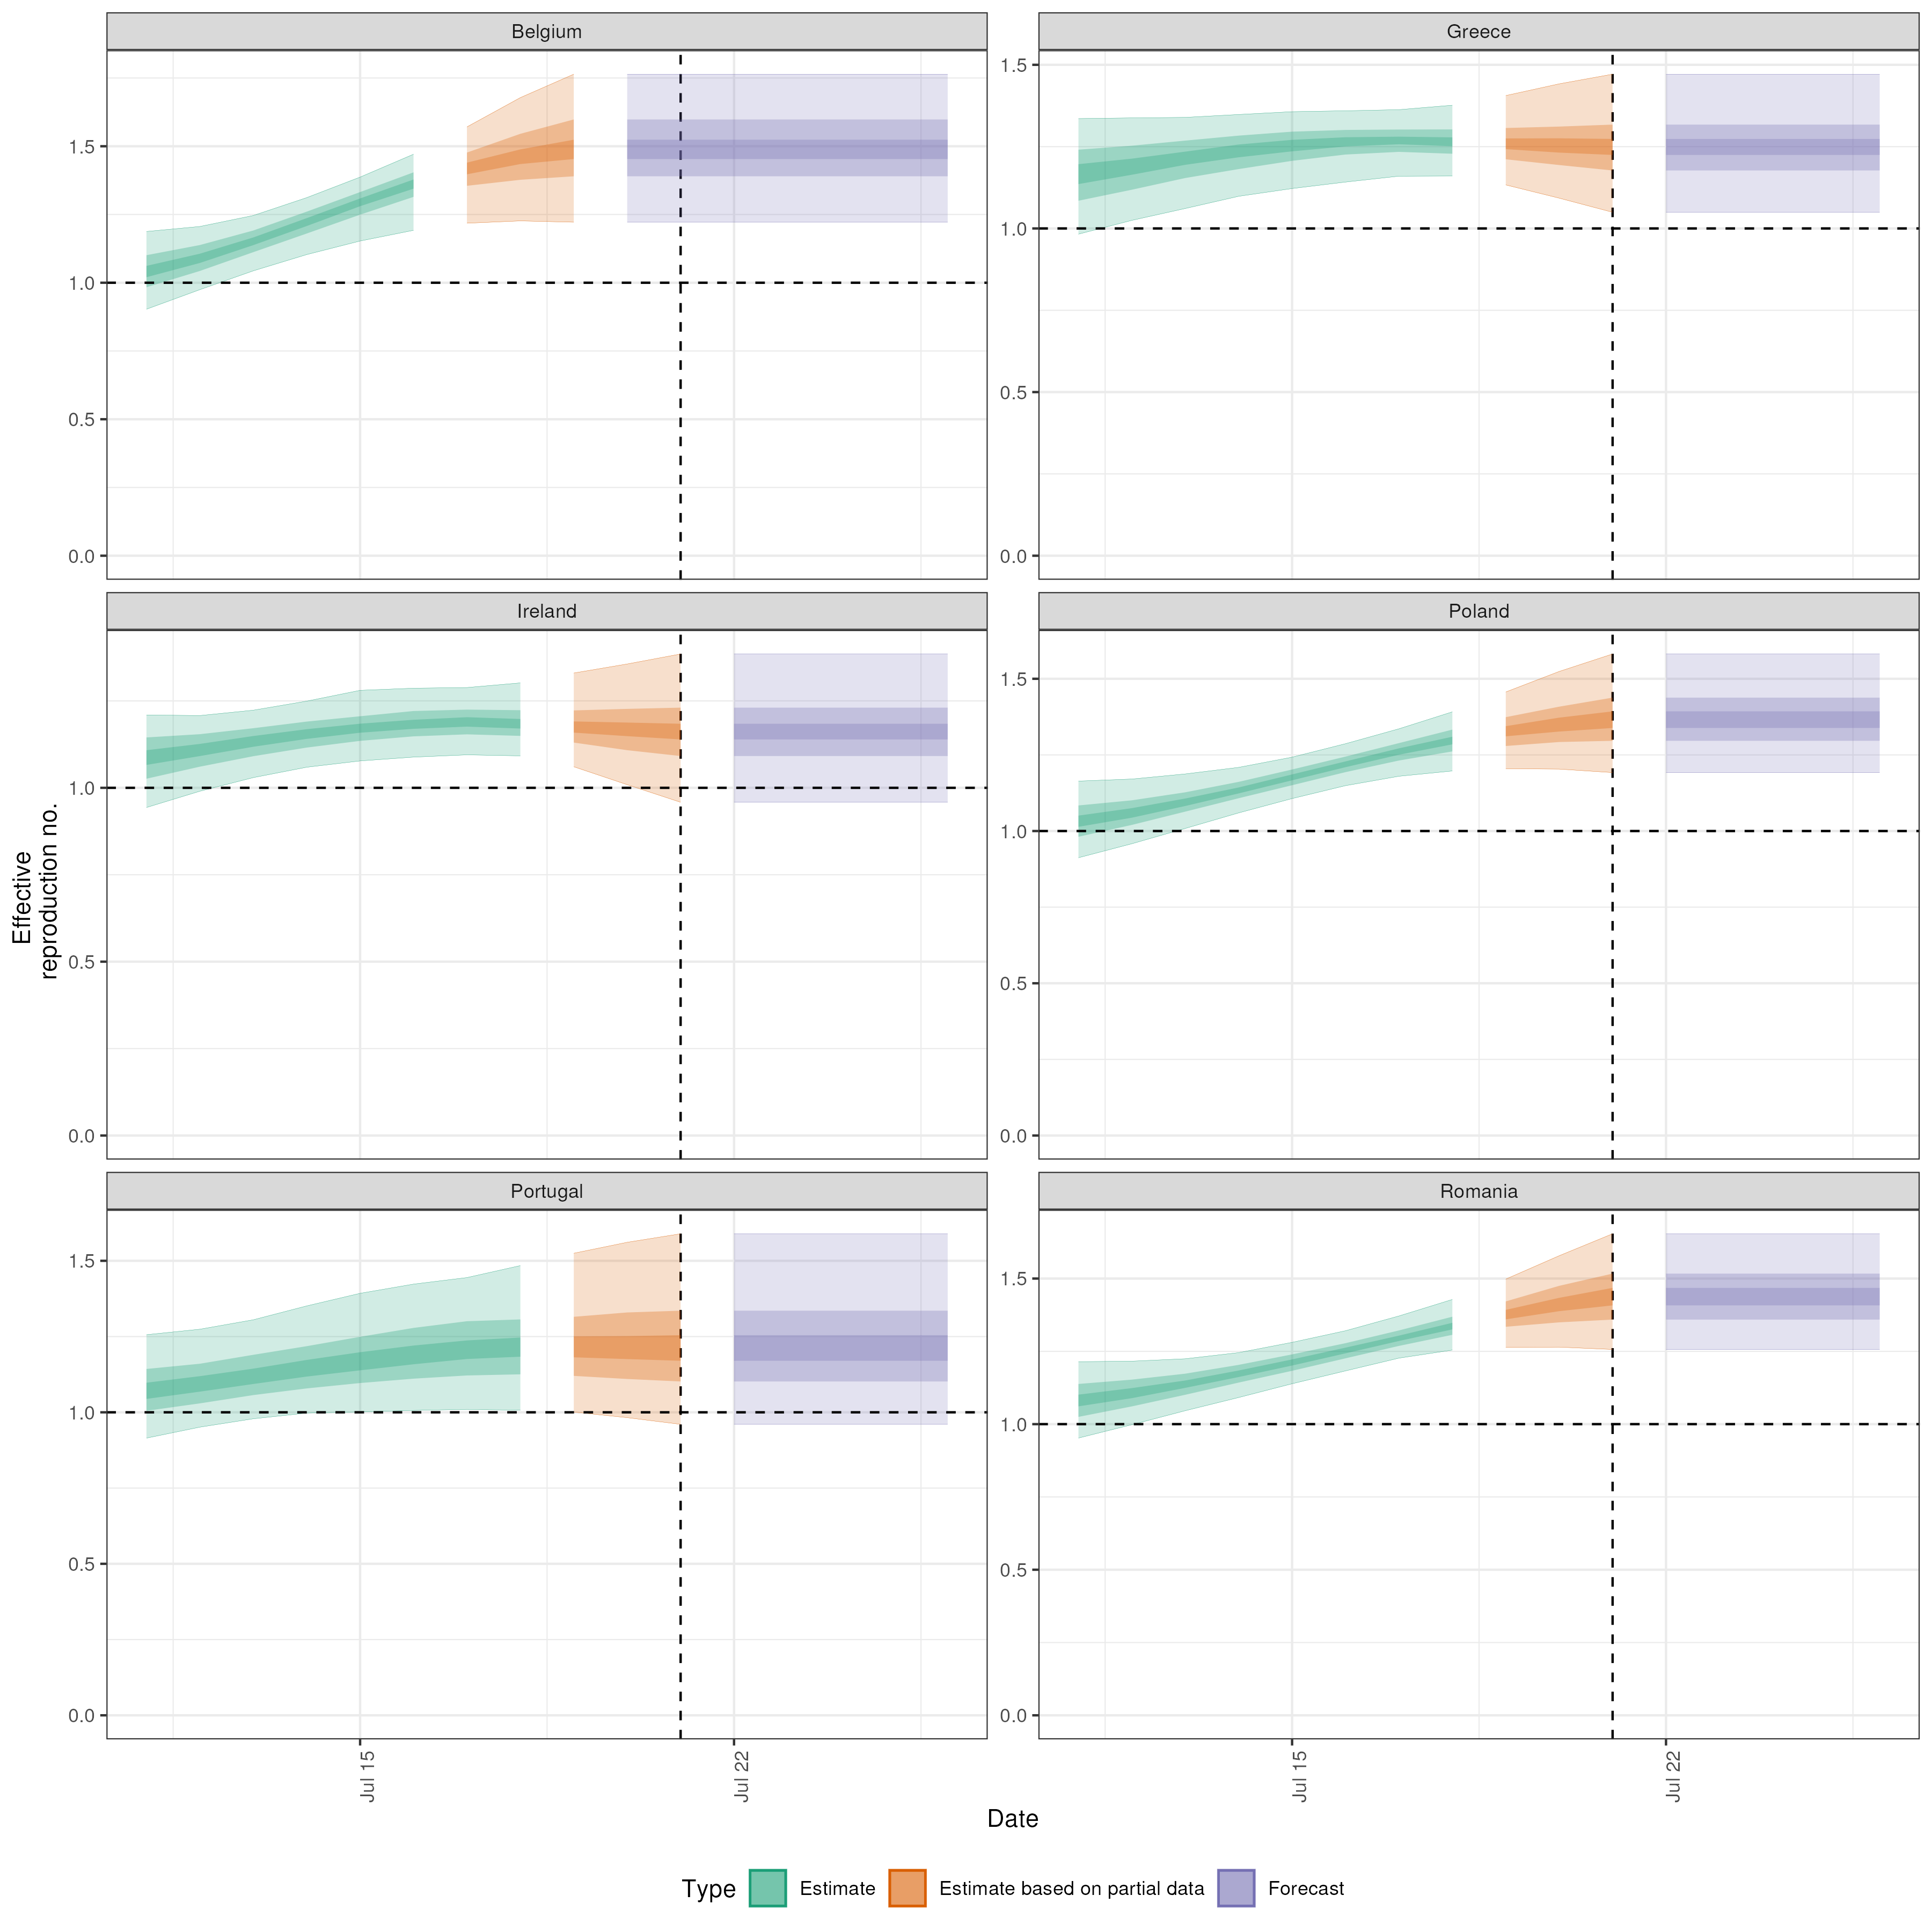 Belgium
Greece
1.5
1.0
0.5
0.0
1.5
1.0
0.5
0.0
Ireland
Poland
1.0
0.5
0.0
1.5
1.0
0.5
0.0
Effective
reproduction no.
Portugal
Romania
1.5
1.0
0.5
0.0
1.5
1.0
0.5
0.0
Jul 15
Jul 22
Jul 15
Jul 22
Date
Type
Estimate
Estimate based on partial data
Forecast